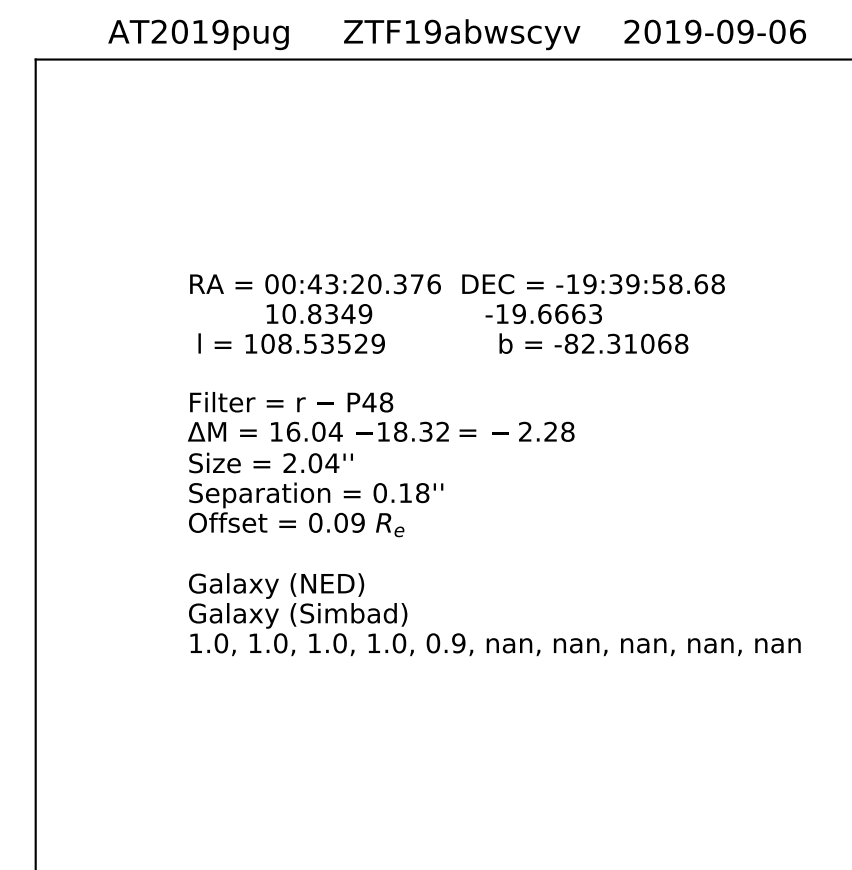 AT2019pug ZTF19abwscyv 2019-09-06
RA = 00:43:20.376 DEC = -19:39:58.68
10.8349 -19.6663
l = 108.53529 b = -82.31068
Filter = r − P48
ΔM = 16.04 −18.32 = − 2.28
Size = 2.04''
Separation = 0.18''
Offset = 0.09 Re
Galaxy (NED)
Galaxy (Simbad)
1.0, 1.0, 1.0, 1.0, 0.9, nan, nan, nan, nan, nan